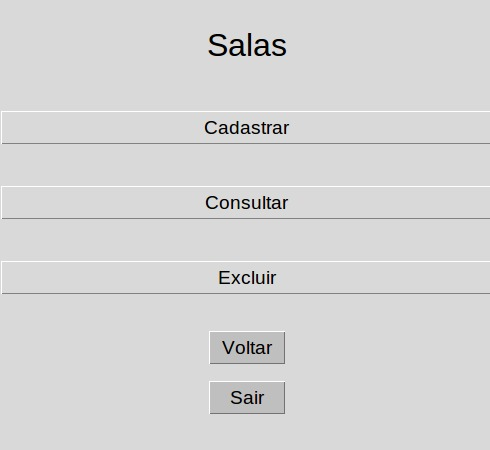 Salas
Cadastrar
Consultar
Excluir
Voltar
Sair